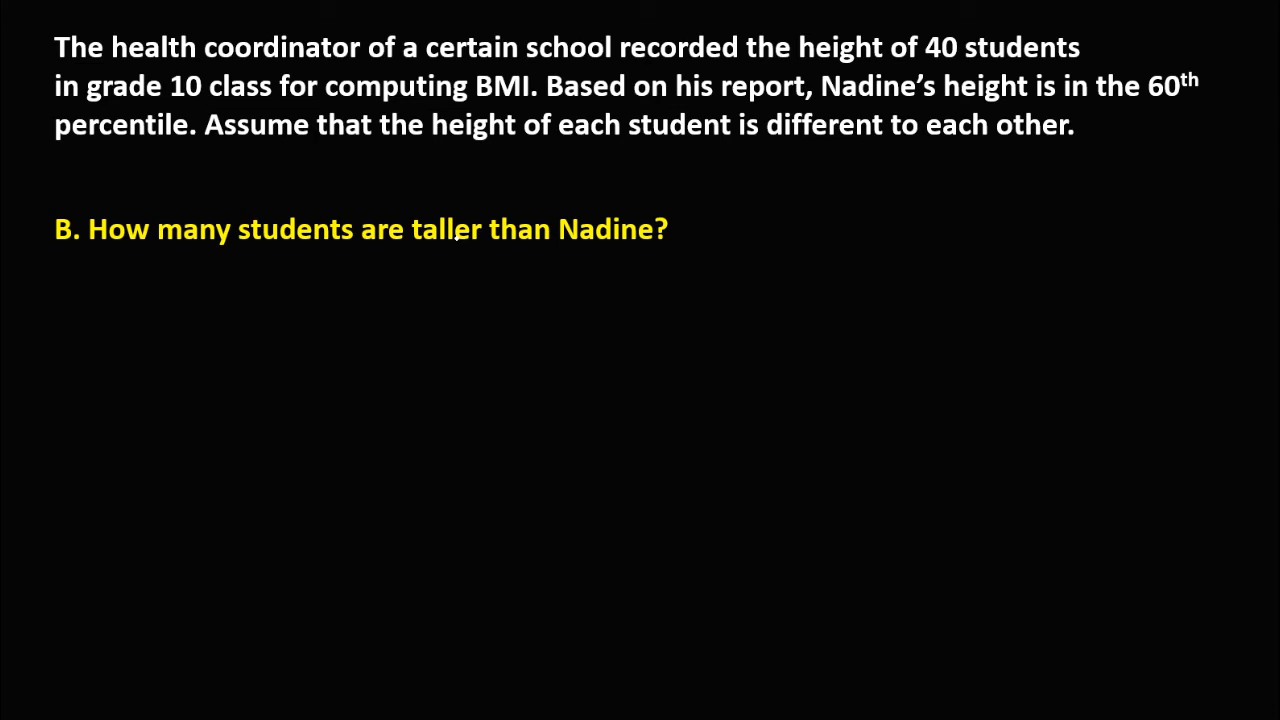 The health coordinator of a certain school recorded the height of 40 students
in grade 10 class for computing BMI. Based on his report, Nadine’s height is in the 60th
percentile. Assume that the height of each student is different to each other.
B. How many students are taller than Nadine?